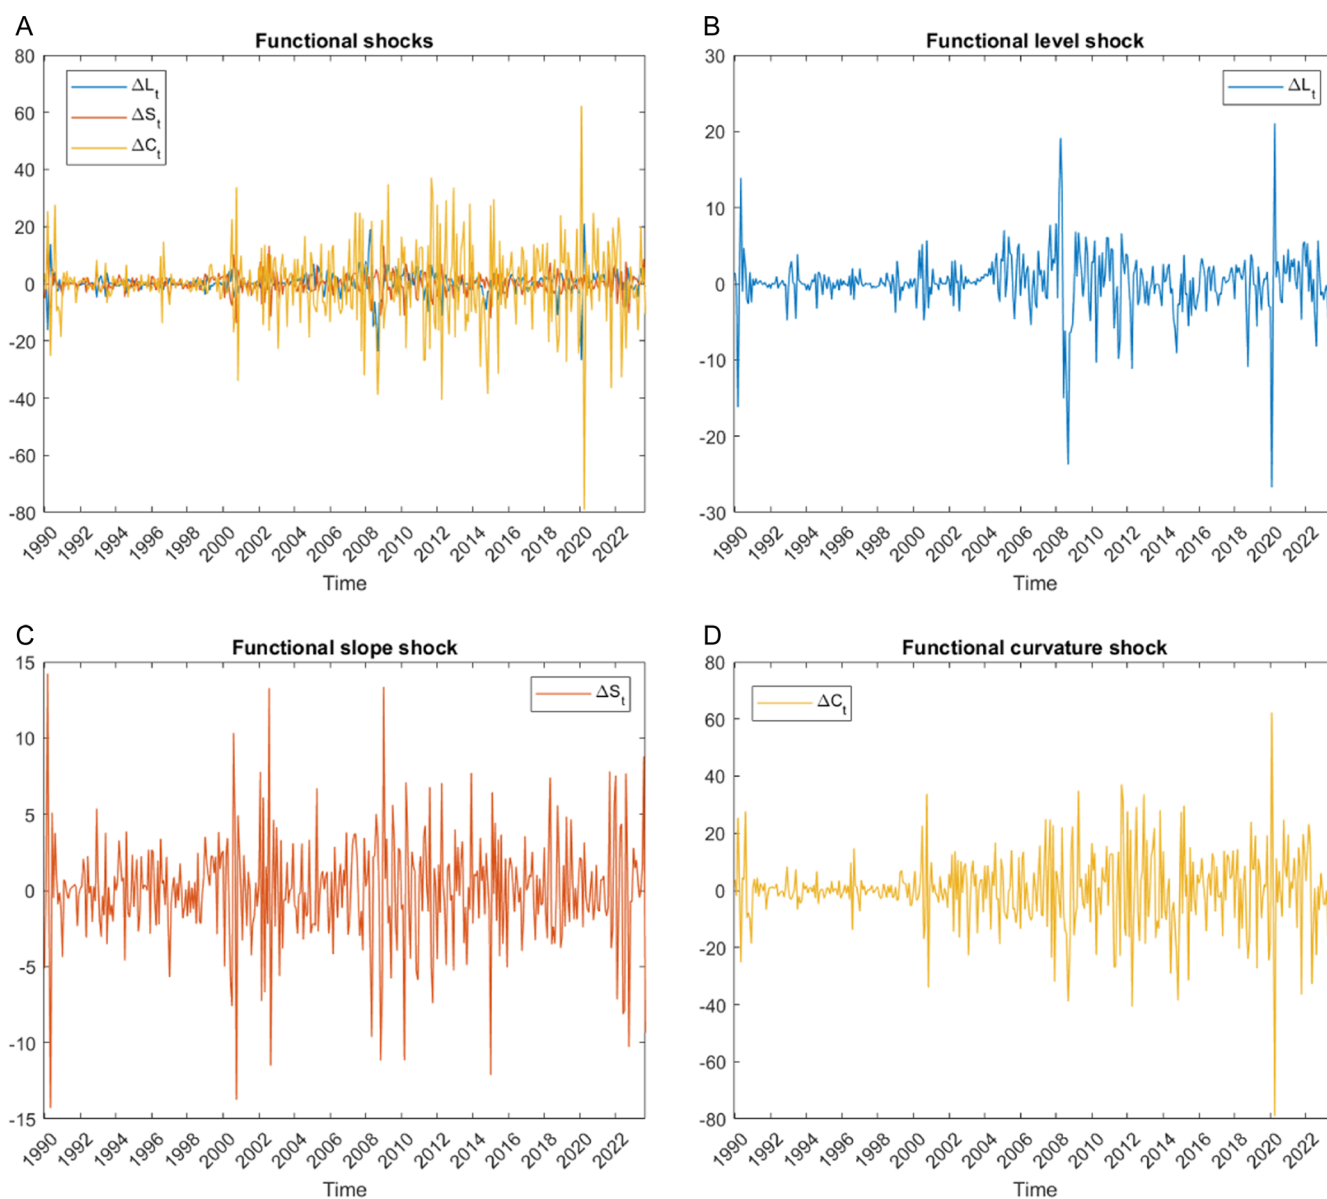 A
Functional shocks
80
60
40
20
0
-20
-40
-60
-80
ΔLt
ΔSt
ΔCt
1990 1992 1994 1996 1998 2000 2002 2004 2006 2008 2010 2012 2014 2016 2018 2020 2022
Time
B
Functional level shock
30
20
10
0
-10
-20
-30
ΔLt
1990 1992 1994 1996 1998 2000 2002 2004 2006 2008 2010 2012 2014 2016 2018 2020 2022
Time
C
Functional slope shock
15
10
5
0
-5
-10
-15
ΔSt
1990 1992 1994 1996 1998 2000 2002 2004 2006 2008 2010 2012 2014 2016 2018 2020 2022
Time
D
Functional curvature shock
80
60
40
20
0
-20
-40
-60
-80
ΔCt
1990 1992 1994 1996 1998 2000 2002 2004 2006 2008 2010 2012 2014 2016 2018 2020 2022
Time